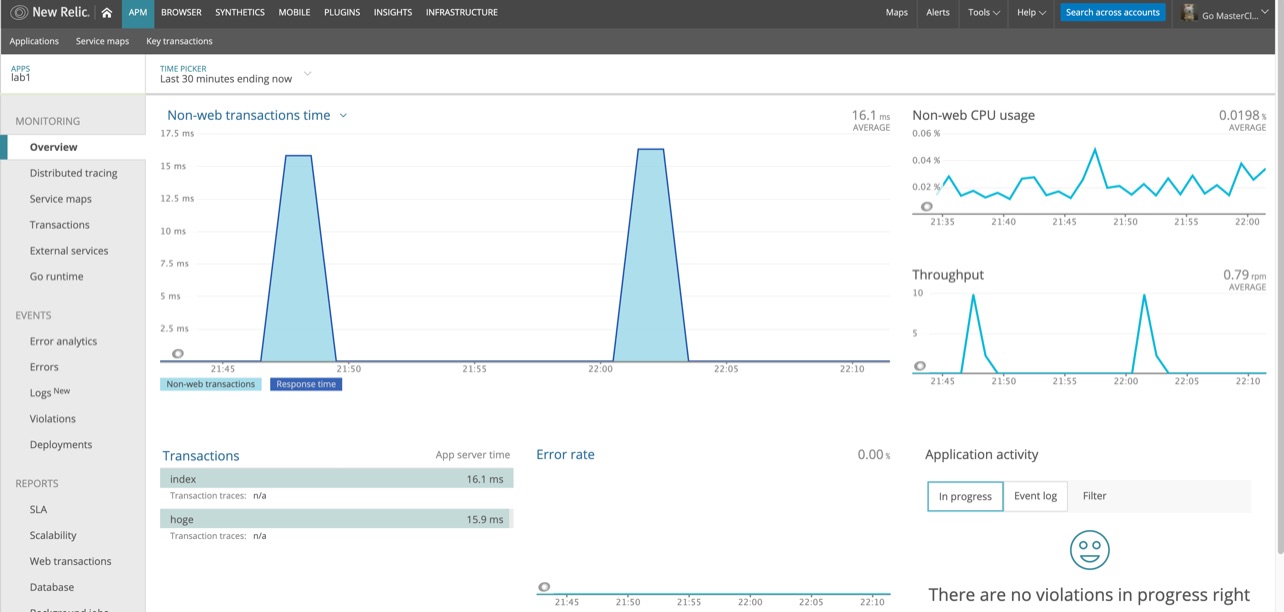 New Relic.
APM
BROWSER
SYNTHETICS
MOBILE
PLUGINS
INSIGHTS
INFRASTRUCTURE
Maps
Alerts
Tools
Help
Search across accounts
Go MasterCl...
Applications
Service maps
Key transactions
APPS
lab1
TIME PICKER
Last 30 minutes ending now
MONITORING
Overview
Distributed tracing
Service maps
Transactions
External services
Go runtime
EVENTS
Error analytics
Errors
Logs New
Violations
Deployments
REPORTS
SLA
Scalability
Web transactions
Database
Non-web transactions time
16.1 ms
AVERAGE
17.5 ms
15 ms
12.5 ms
10 ms
7.5 ms
5 ms
2.5 ms
21:45 21:50 21:55 22:00 22:05 22:10
Non-web transactions
Response time
Non-web CPU usage
0.0198 %
AVERAGE
0.06 %
0.04 %
0.02 %
21:35 21:40 21:45 21:50 21:55 22:00
Throughput
0.79 rpm
AVERAGE
10
5
21:45 21:50 21:55 22:00 22:05 22:10
Transactions
App server time
index 16.1 ms
Transaction traces: n/a
hoge 15.9 ms
Transaction traces: n/a
Error rate
0.00 %
21:45 21:50 21:55 22:00 22:05 22:10
Application activity
In progress
Event log
Filter
There are no violations in progress right